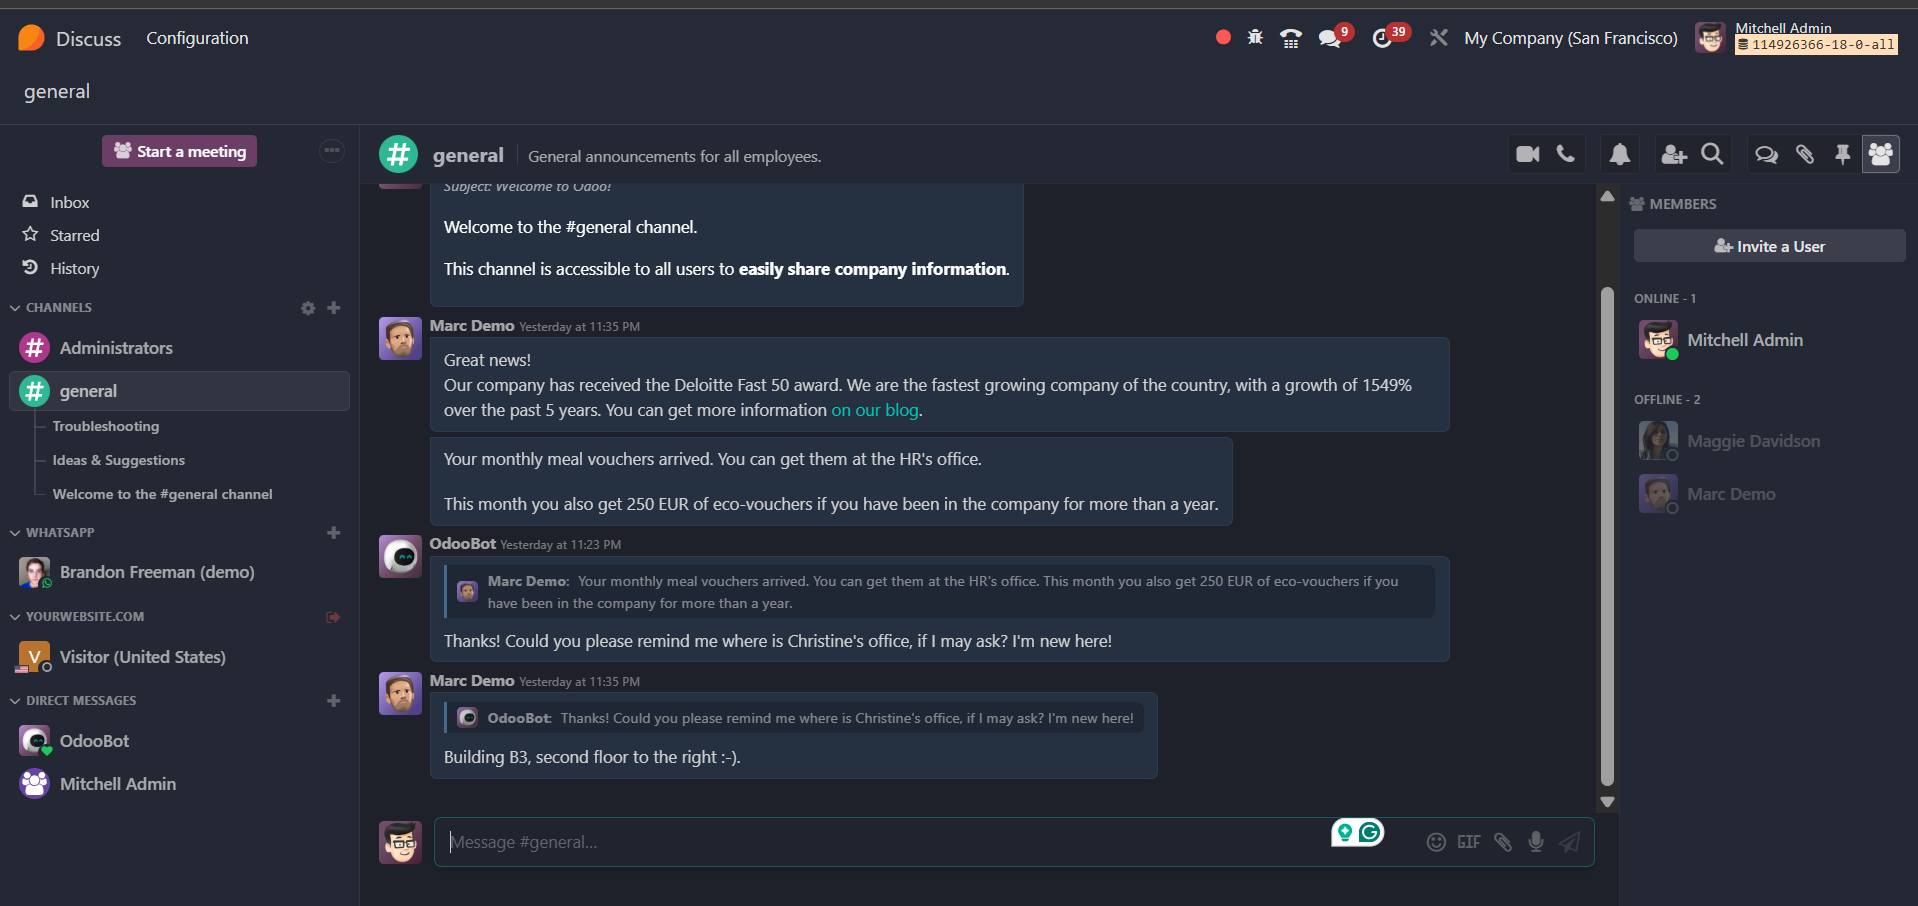 Discuss
Configuration
9
39
My Company (San Francisco)
Mitchell Admin
114926366-18-0-all
general
Start a meeting
Inbox
Starred
History
CHANNELS
Administrators
general
Troubleshooting
Ideas & Suggestions
Welcome to the #general channel
WHATSAPP
Brandon Freeman (demo)
YOURWEBSITE.COM
V
Visitor (United States)
DIRECT MESSAGES
OdooBot
Mitchell Admin
# general
General announcements for all employees.
Subject: Welcome to Odoo!
Welcome to the #general channel.
This channel is accessible to all users to easily share company information.
Marc Demo Yesterday at 11:35 PM
Great news!
Our company has received the Deloitte Fast 50 award. We are the fastest growing company of the country, with a growth of 1549%
over the past 5 years. You can get more information on our blog.
Your monthly meal vouchers arrived. You can get them at the HR's office.
This month you also get 250 EUR of eco-vouchers if you have been in the company for more than a year.
OdooBot Yesterday at 11:23 PM
Marc Demo: Your monthly meal vouchers arrived. You can get them at the HR's office. This month you also get 250 EUR of eco-vouchers if you
have been in the company for more than a year.
Thanks! Could you please remind me where is Christine's office, if I may ask? I'm new here!
Marc Demo Yesterday at 11:35 PM
OdooBot: Thanks! Could you please remind me where is Christine's office, if I may ask? I'm new here!
Building B3, second floor to the right :-).
Message #general...
GIF
MEMBERS
Invite a User
ONLINE - 1
Mitchell Admin
OFFLINE - 2
Maggie Davidson
Marc Demo